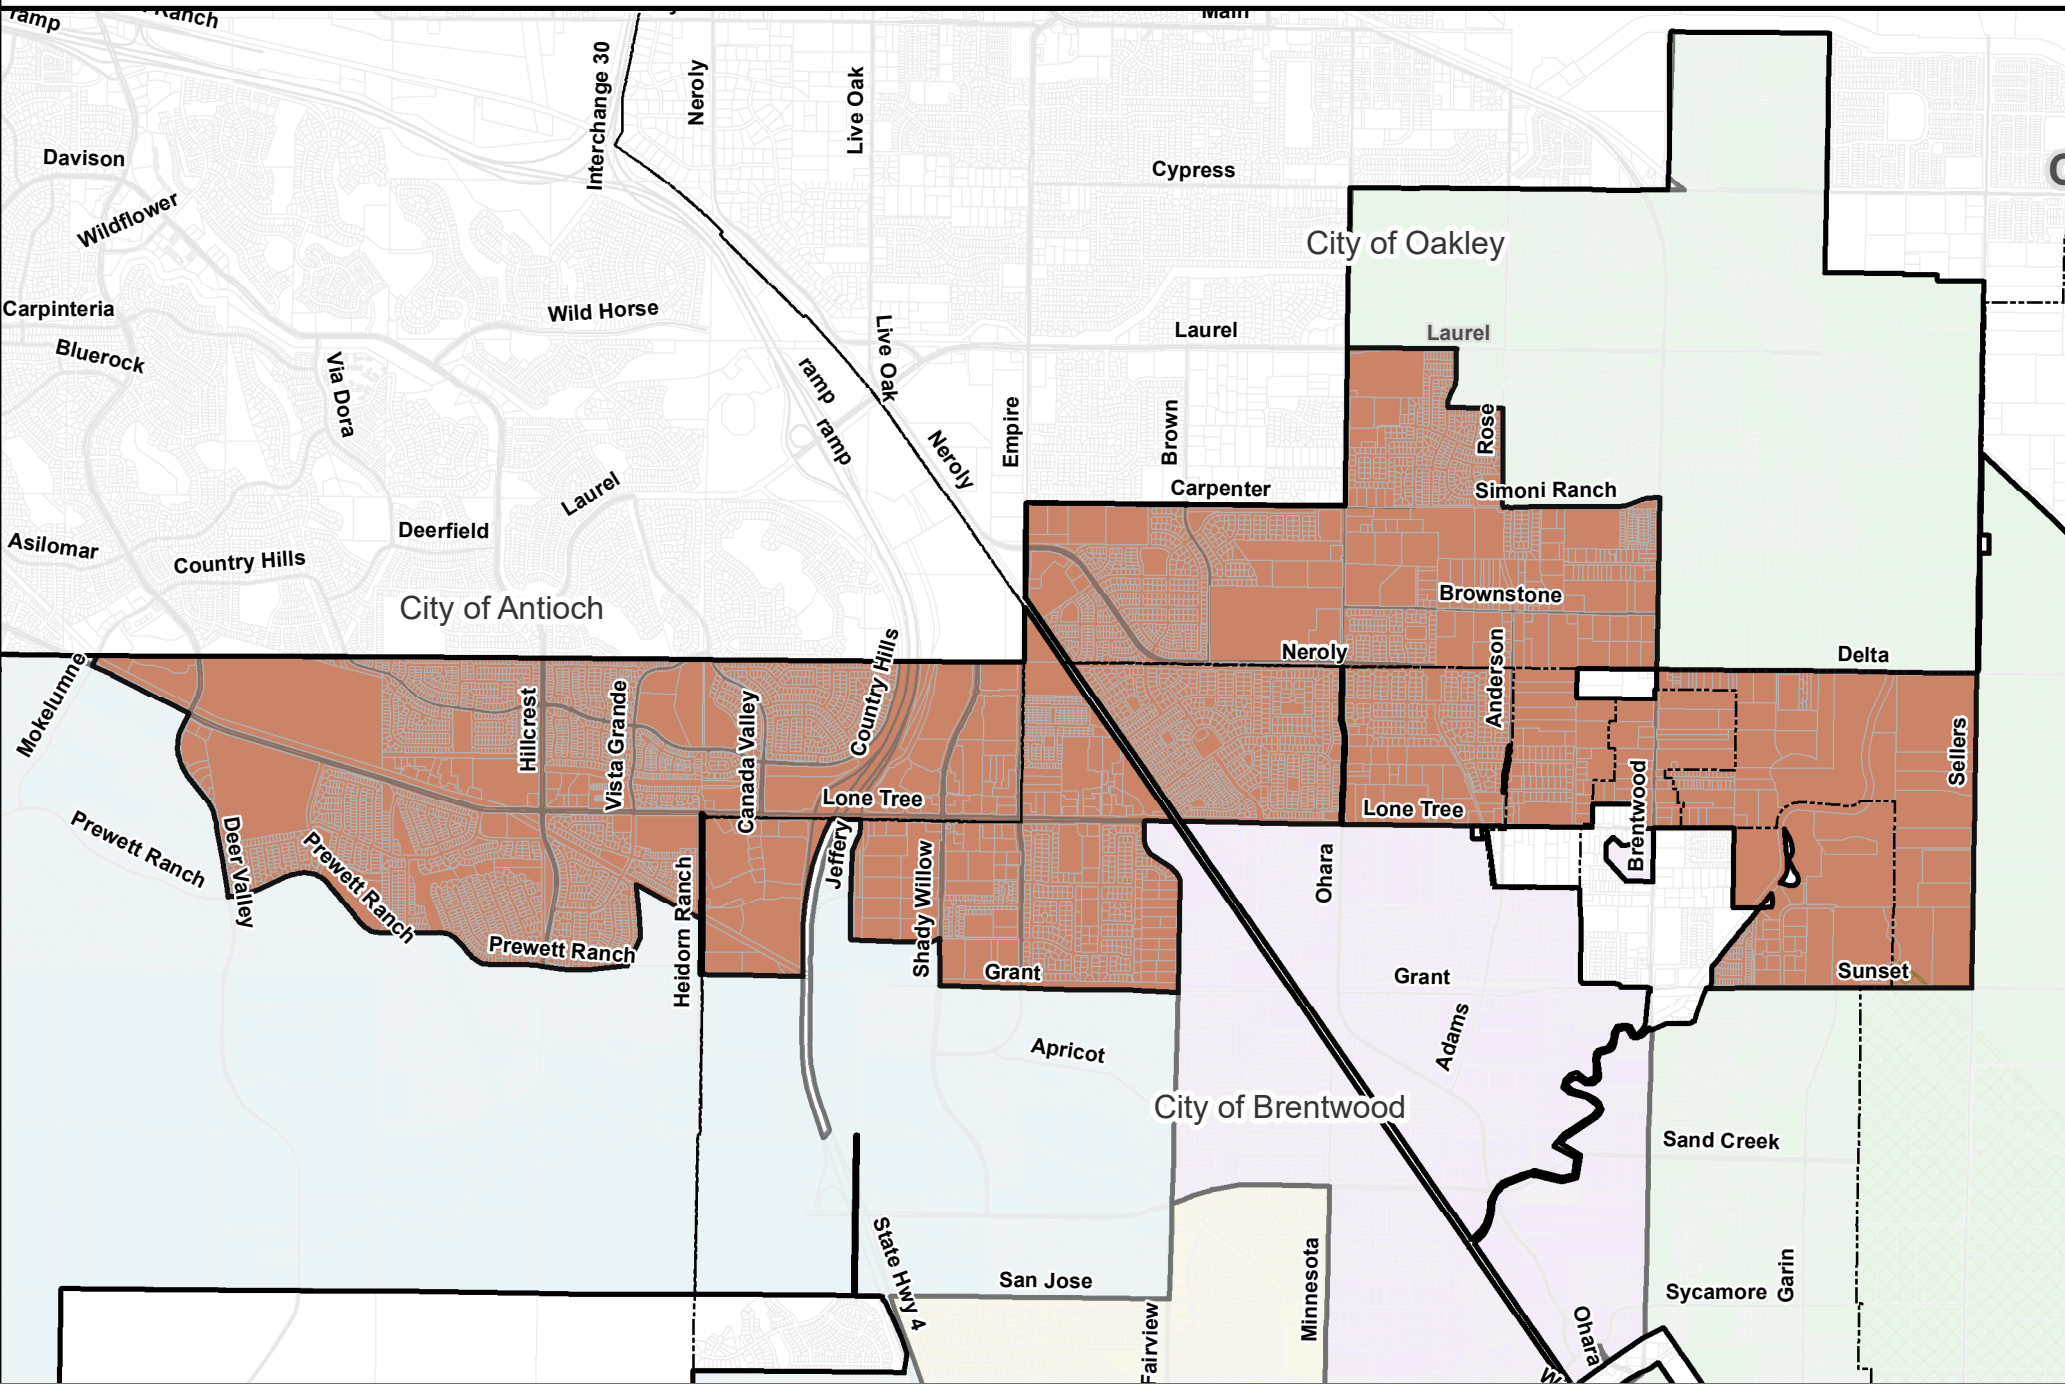 ramp
Ranch
Main
Interchange 30
Neroly
Live Oak
Davison
Cypress
Wildflower
City of Oakley
Carpinteria
Wild Horse
Laurel
Laurel
Bluerock
Via Dora
ramp
Live Oak
ramp
Neroly
Empire
Brown
Rose
Laurel
Carpenter
Simoni Ranch
Asilomar
Deerfield
Country Hills
City of Antioch
Brownstone
Mokelumne
Country Hills
Neroly
Anderson
Delta
Hillcrest
Vista Grande
Canada Valley
Sellers
Lone Tree
Lone Tree
Brentwood
Prewett Ranch
Deer Valley
Prewett Ranch
Jeffery
Shady Willow
Ohara
Prewett Ranch
Heidorn Ranch
Grant
Grant
Sunset
Apricot
Adams
City of Brentwood
Sand Creek
State Hwy 4
San Jose
Minnesota
Sycamore
Garin
Fairview
Ohara